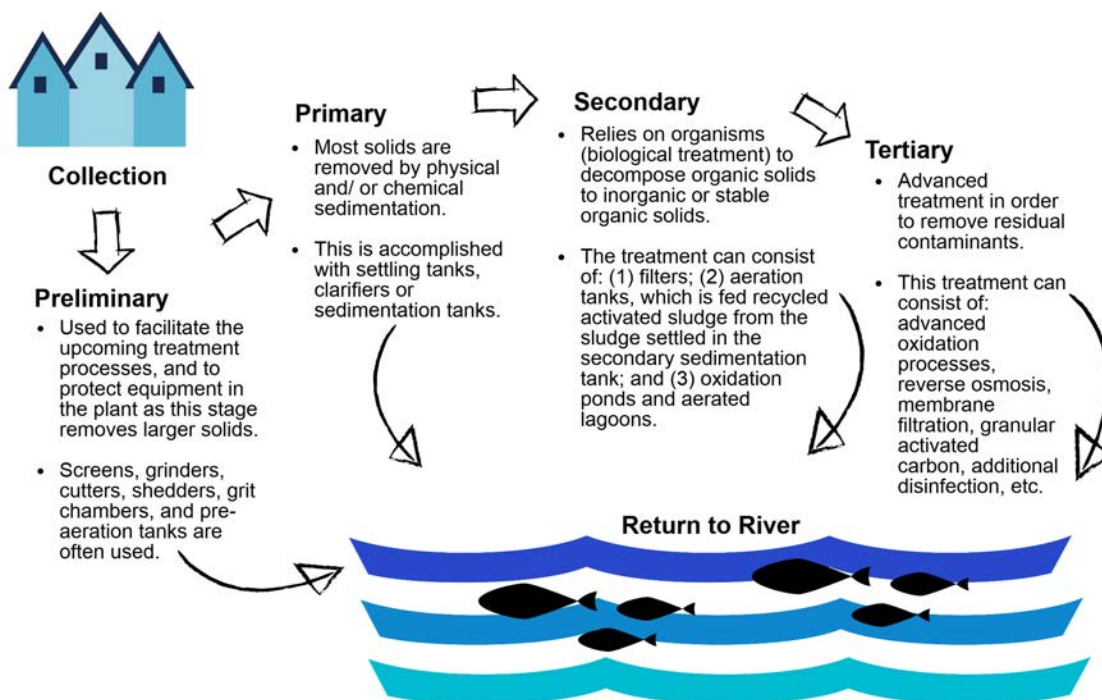 Collection
Preliminary
• Used to facilitate the
upcoming treatment
processes, and to
protect equipment in
the plant as this stage
removes larger solids.
• Screens, grinders,
cutters, shedders, grit
chambers, and pre-
aeration tanks are
often used.
Primary
• Most solids are
removed by physical
and/ or chemical
sedimentation.
• This is accomplished
with settling tanks,
clarifiers or
sedimentation tanks.
Secondary
• Relies on organisms
(biological treatment) to
decompose organic solids
to inorganic or stable
organic solids.
• The treatment can consist
of: (1) filters; (2) aeration
tanks, which is fed recycled
activated sludge from the
sludge settled in the
secondary sedimentation
tank; and (3) oxidation
ponds and aerated
lagoons.
Tertiary
• Advanced
treatment in order
to remove residual
contaminants.
• This treatment can
consist of:
advanced
oxidation
processes,
reverse osmosis,
membrane
filtration, granular
activated
carbon, additional
disinfection, etc.
Return to River